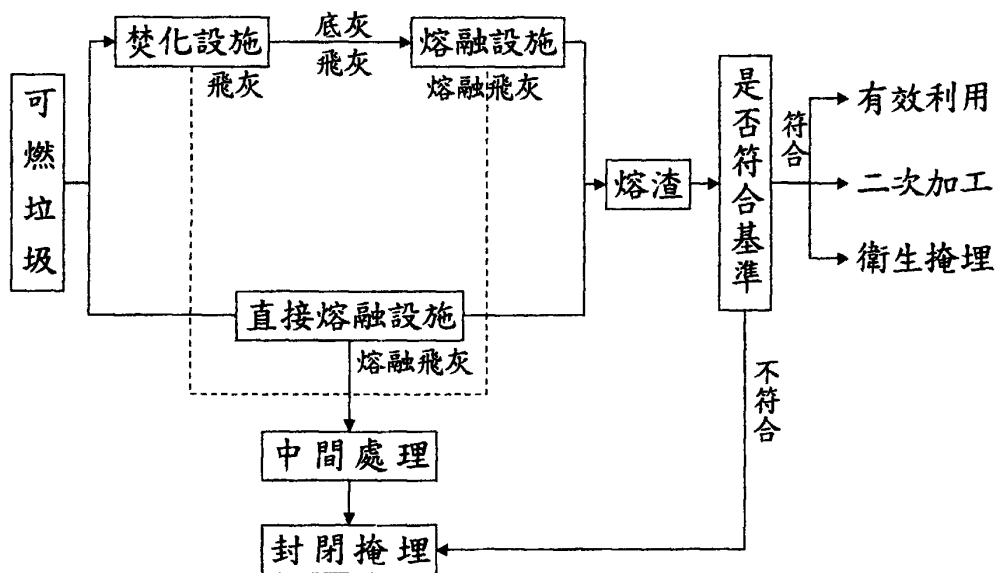 可燃垃圾
焚化設施
飛灰
底灰
飛灰
熔融設施
熔融飛灰
直接熔融設施
熔融飛灰
中間處理
封閉掩埋
熔渣
是否符合基準
符合
不符合
有效利用
二次加工
衛生掩埋